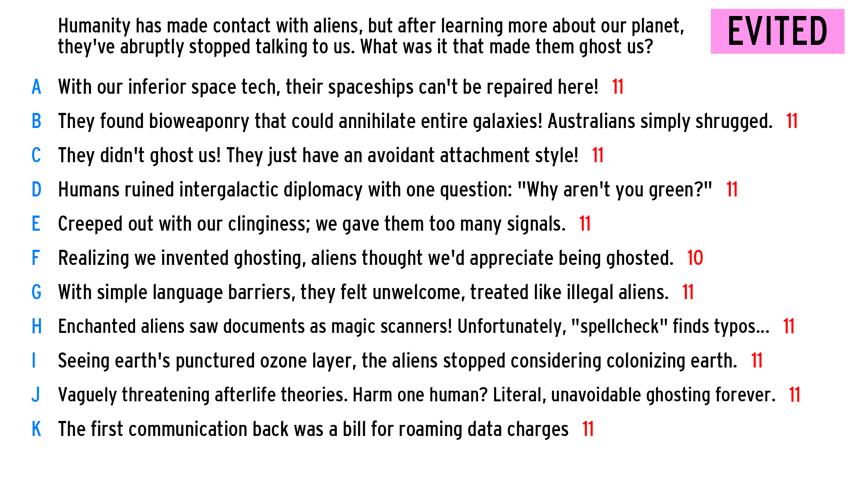 Humanity has made contact with aliens, but after learning more about our planet,
they've abruptly stopped talking to us. What was it that made them ghost us?
EVITED
A With our inferior space tech, their spaceships can't be repaired here! 11
B They found bioweaponry that could annihilate entire galaxies! Australians simply shrugged. 11
C They didn't ghost us! They just have an avoidant attachment style! 11
D Humans ruined intergalactic diplomacy with one question: "Why aren't you green?" 11
E Creeped out with our clinginess; we gave them too many signals. 11
F Realizing we invented ghosting, aliens thought we'd appreciate being ghosted. 10
G With simple language barriers, they felt unwelcome, treated like illegal aliens. 11
H Enchanted aliens saw documents as magic scanners! Unfortunately, "spellcheck" finds typos... 11
I Seeing earth's punctured ozone layer, the aliens stopped considering colonizing earth. 11
J Vaguely threatening afterlife theories. Harm one human? Literal, unavoidable ghosting forever. 11
K The first communication back was a bill for roaming data charges 11